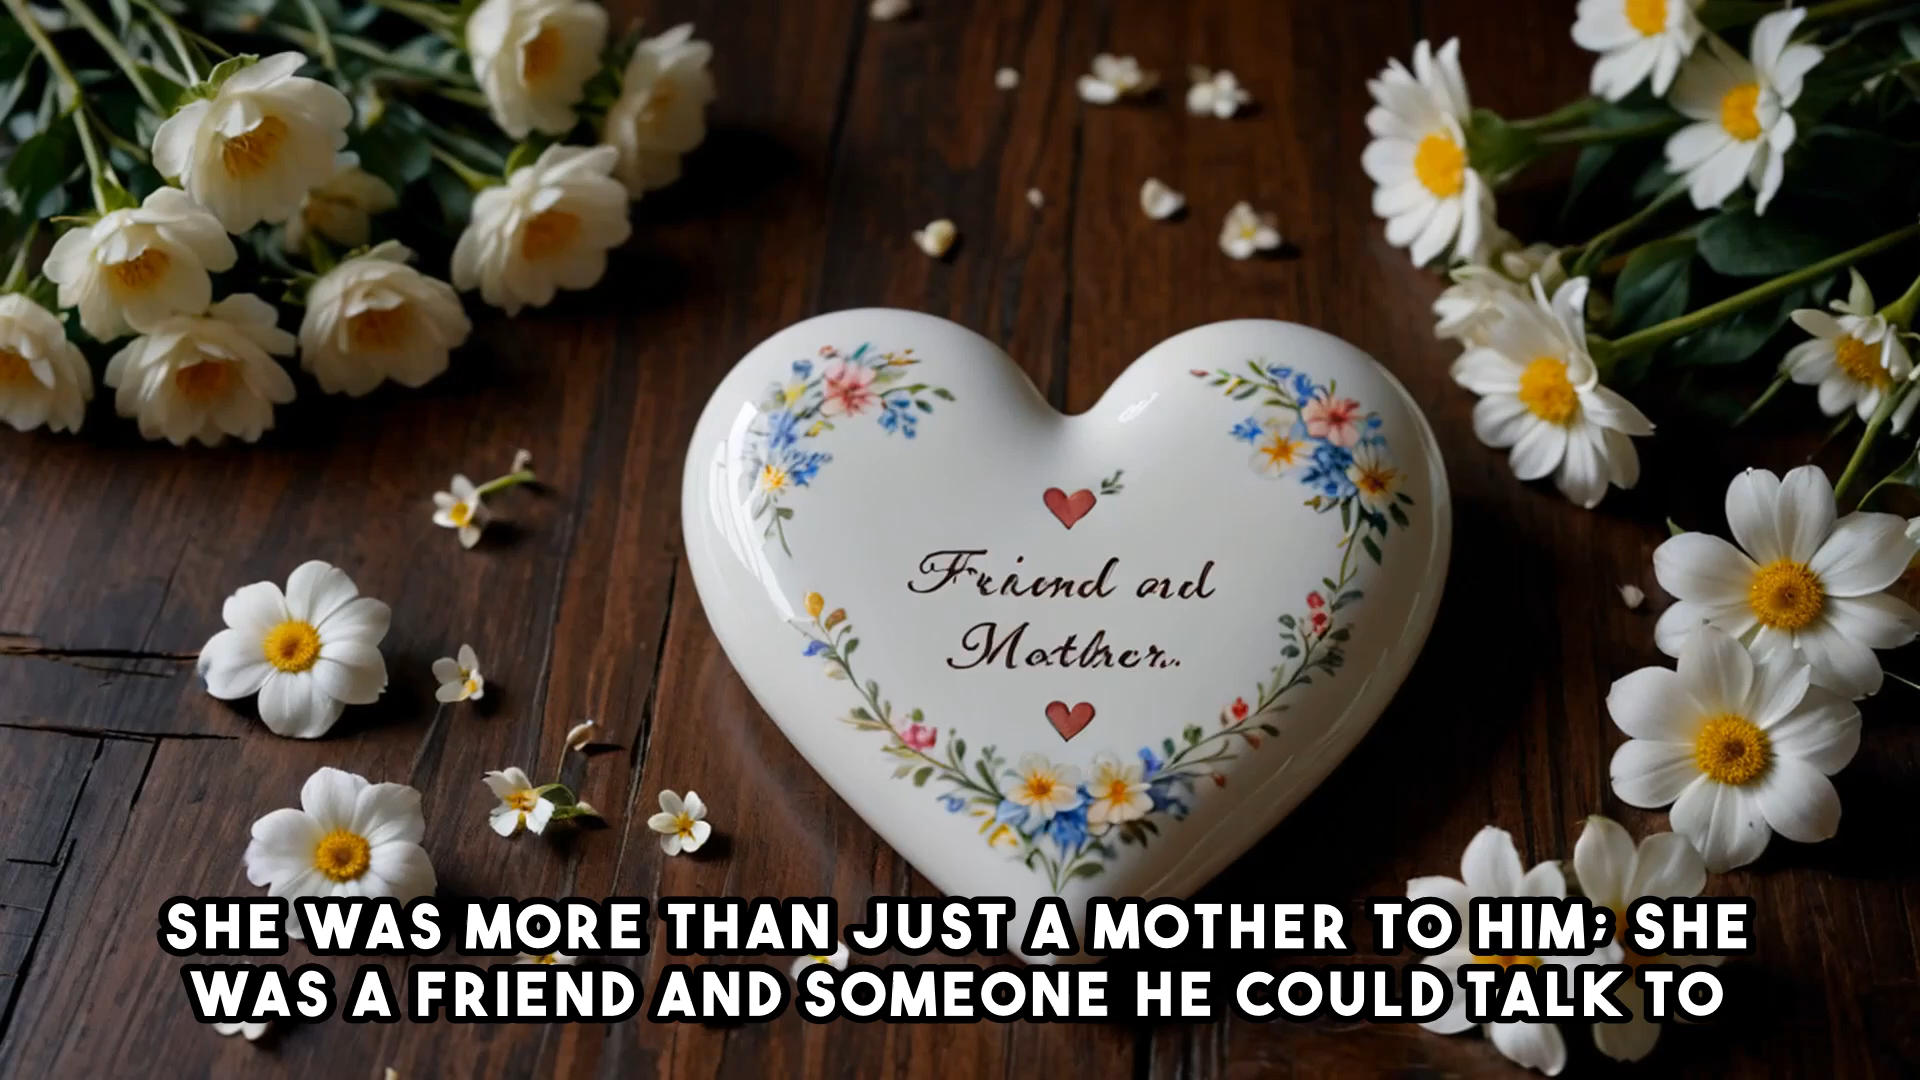 Friend and
Mother..
SHE WAS MORE THAN JUST A MOTHER TO HIM; SHE
WAS A FRIEND AND SOMEONE HE COULD TALK TO